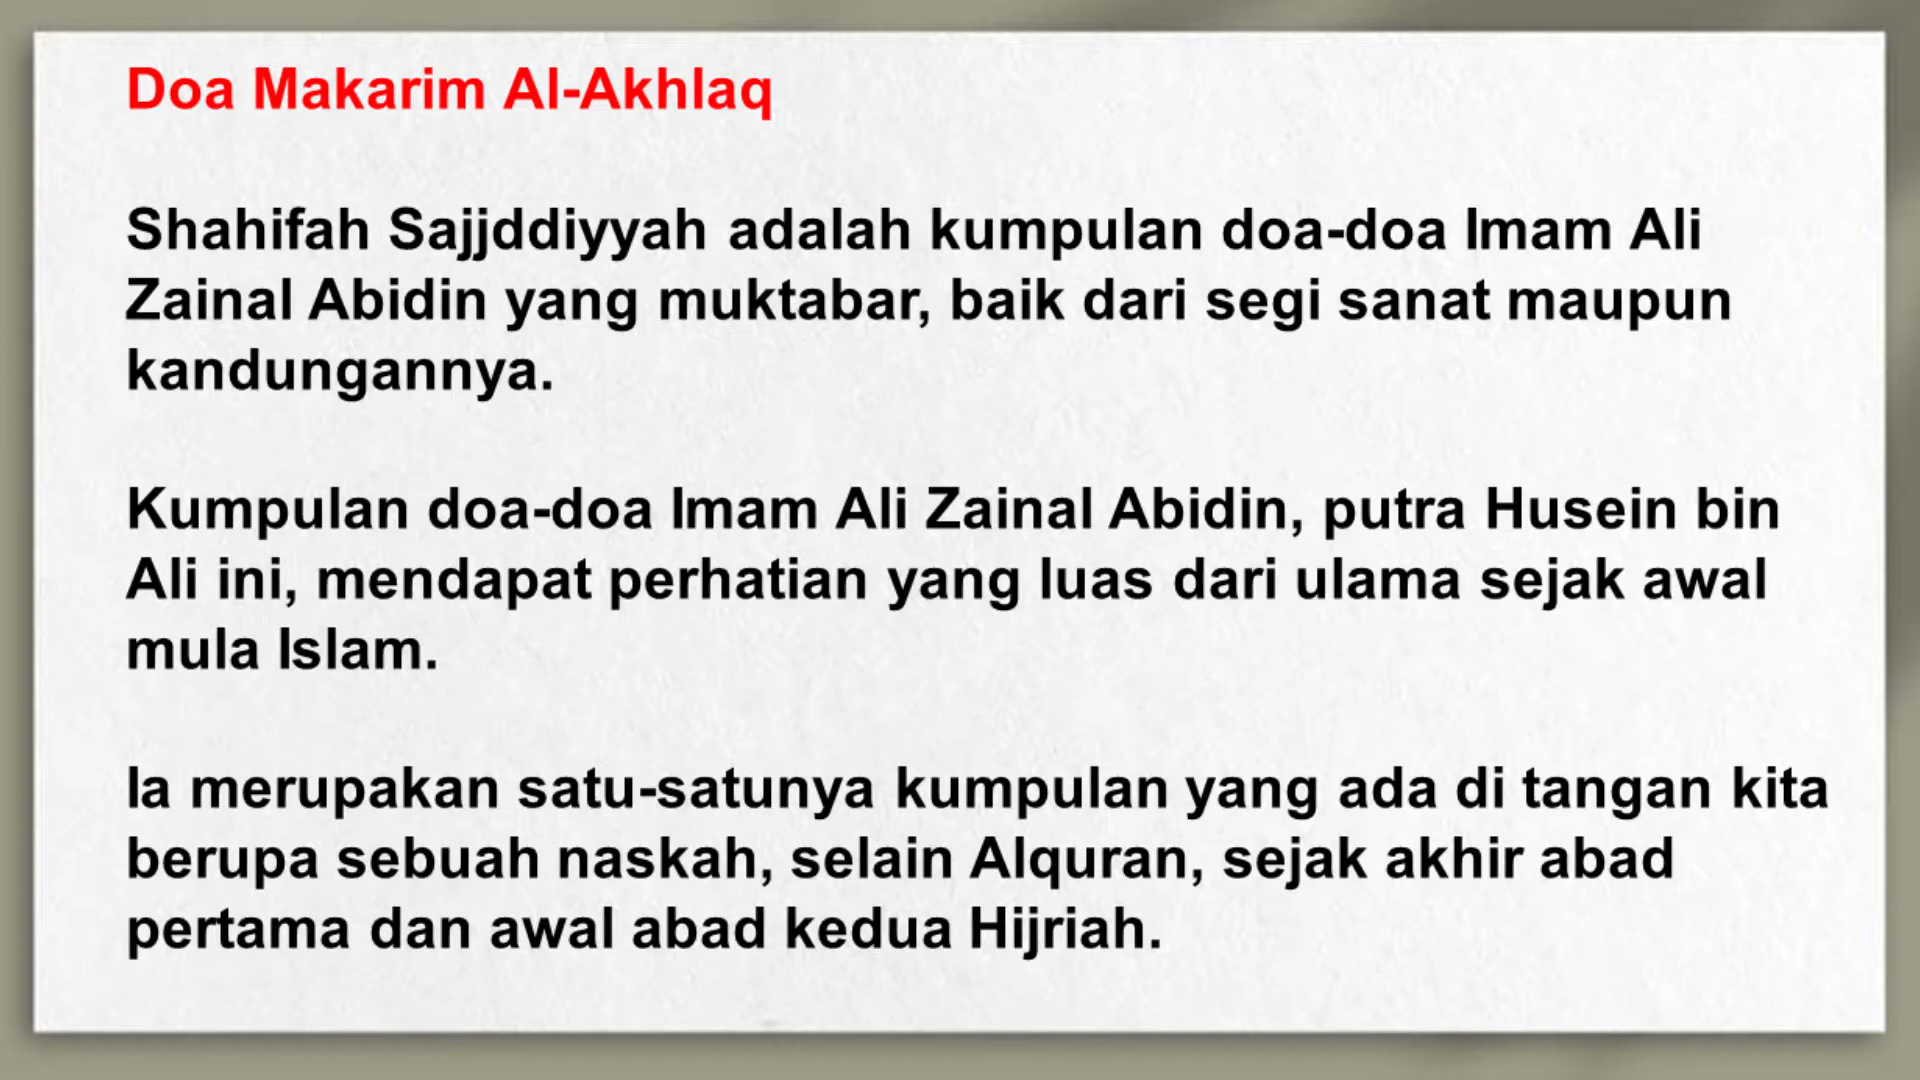 Doa Makarim Al-Akhlaq
Shahifah Sajjddiyyah adalah kumpulan doa-doa Imam Ali
Zainal Abidin yang muktabar, baik dari segi sanat maupun
kandungannya.
Kumpulan doa-doa Imam Ali Zainal Abidin, putra Husein bin
Ali ini, mendapat perhatian yang luas dari ulama sejak awal
mula Islam.
Ia merupakan satu-satunya kumpulan yang ada di tangan kita
berupa sebuah naskah, selain Alquran, sejak akhir abad
pertama dan awal abad kedua Hijriah.